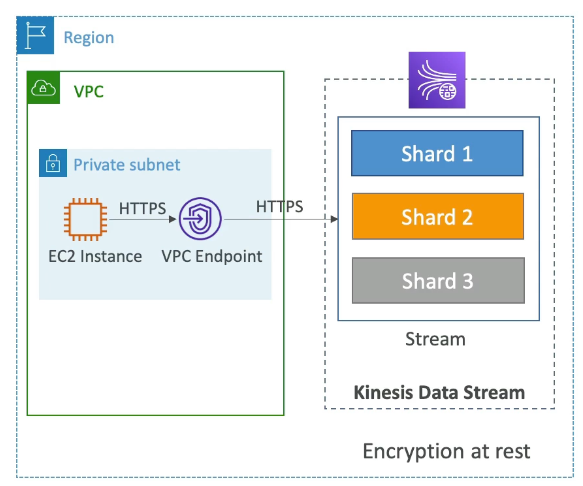 Region
VPC
Private subnet
HTTPS
HTTPS
EC2 Instance
VPC Endpoint
Shard 1
Shard 2
Shard 3
Stream
Kinesis Data Stream
Encryption at rest